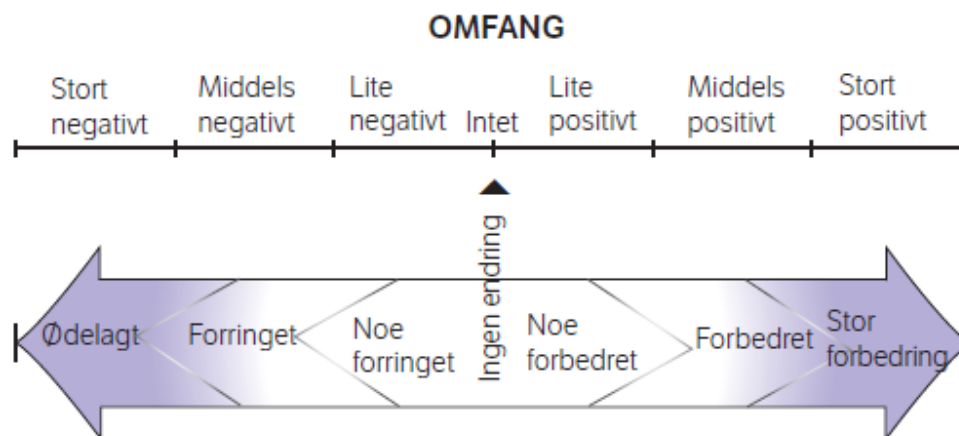 OMFANG
Stort
negativt
Middels
negativt
Lite
negativt
Intet
Lite
positivt
Middels
positivt
Stort
positivt
Ingen endring
Ødelagt
Forringet
Noe
forringet
Noe
forbedret
Forbedret
Stor
forbedring